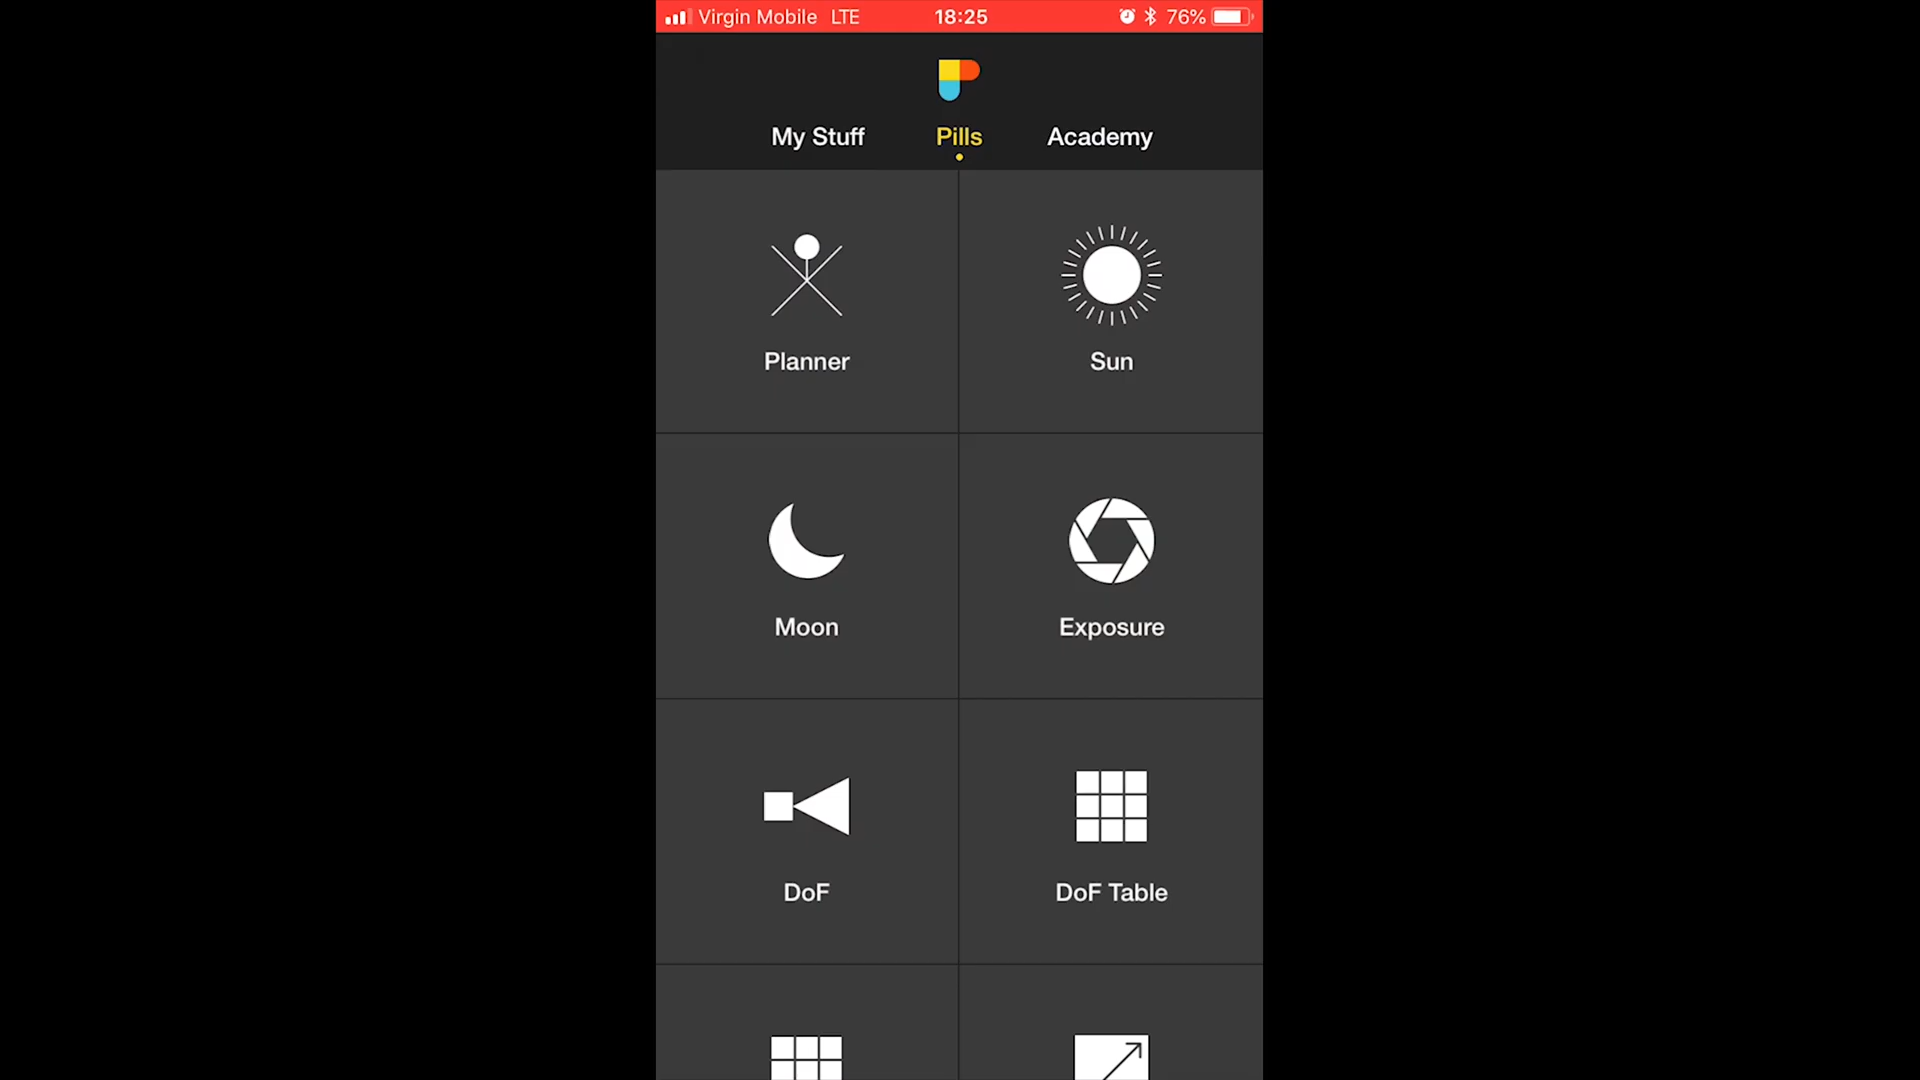 Virgin Mobile LTE 18:25 76%
My Stuff Pills Academy
Planner Sun
Moon Exposure
DoF DoF Table